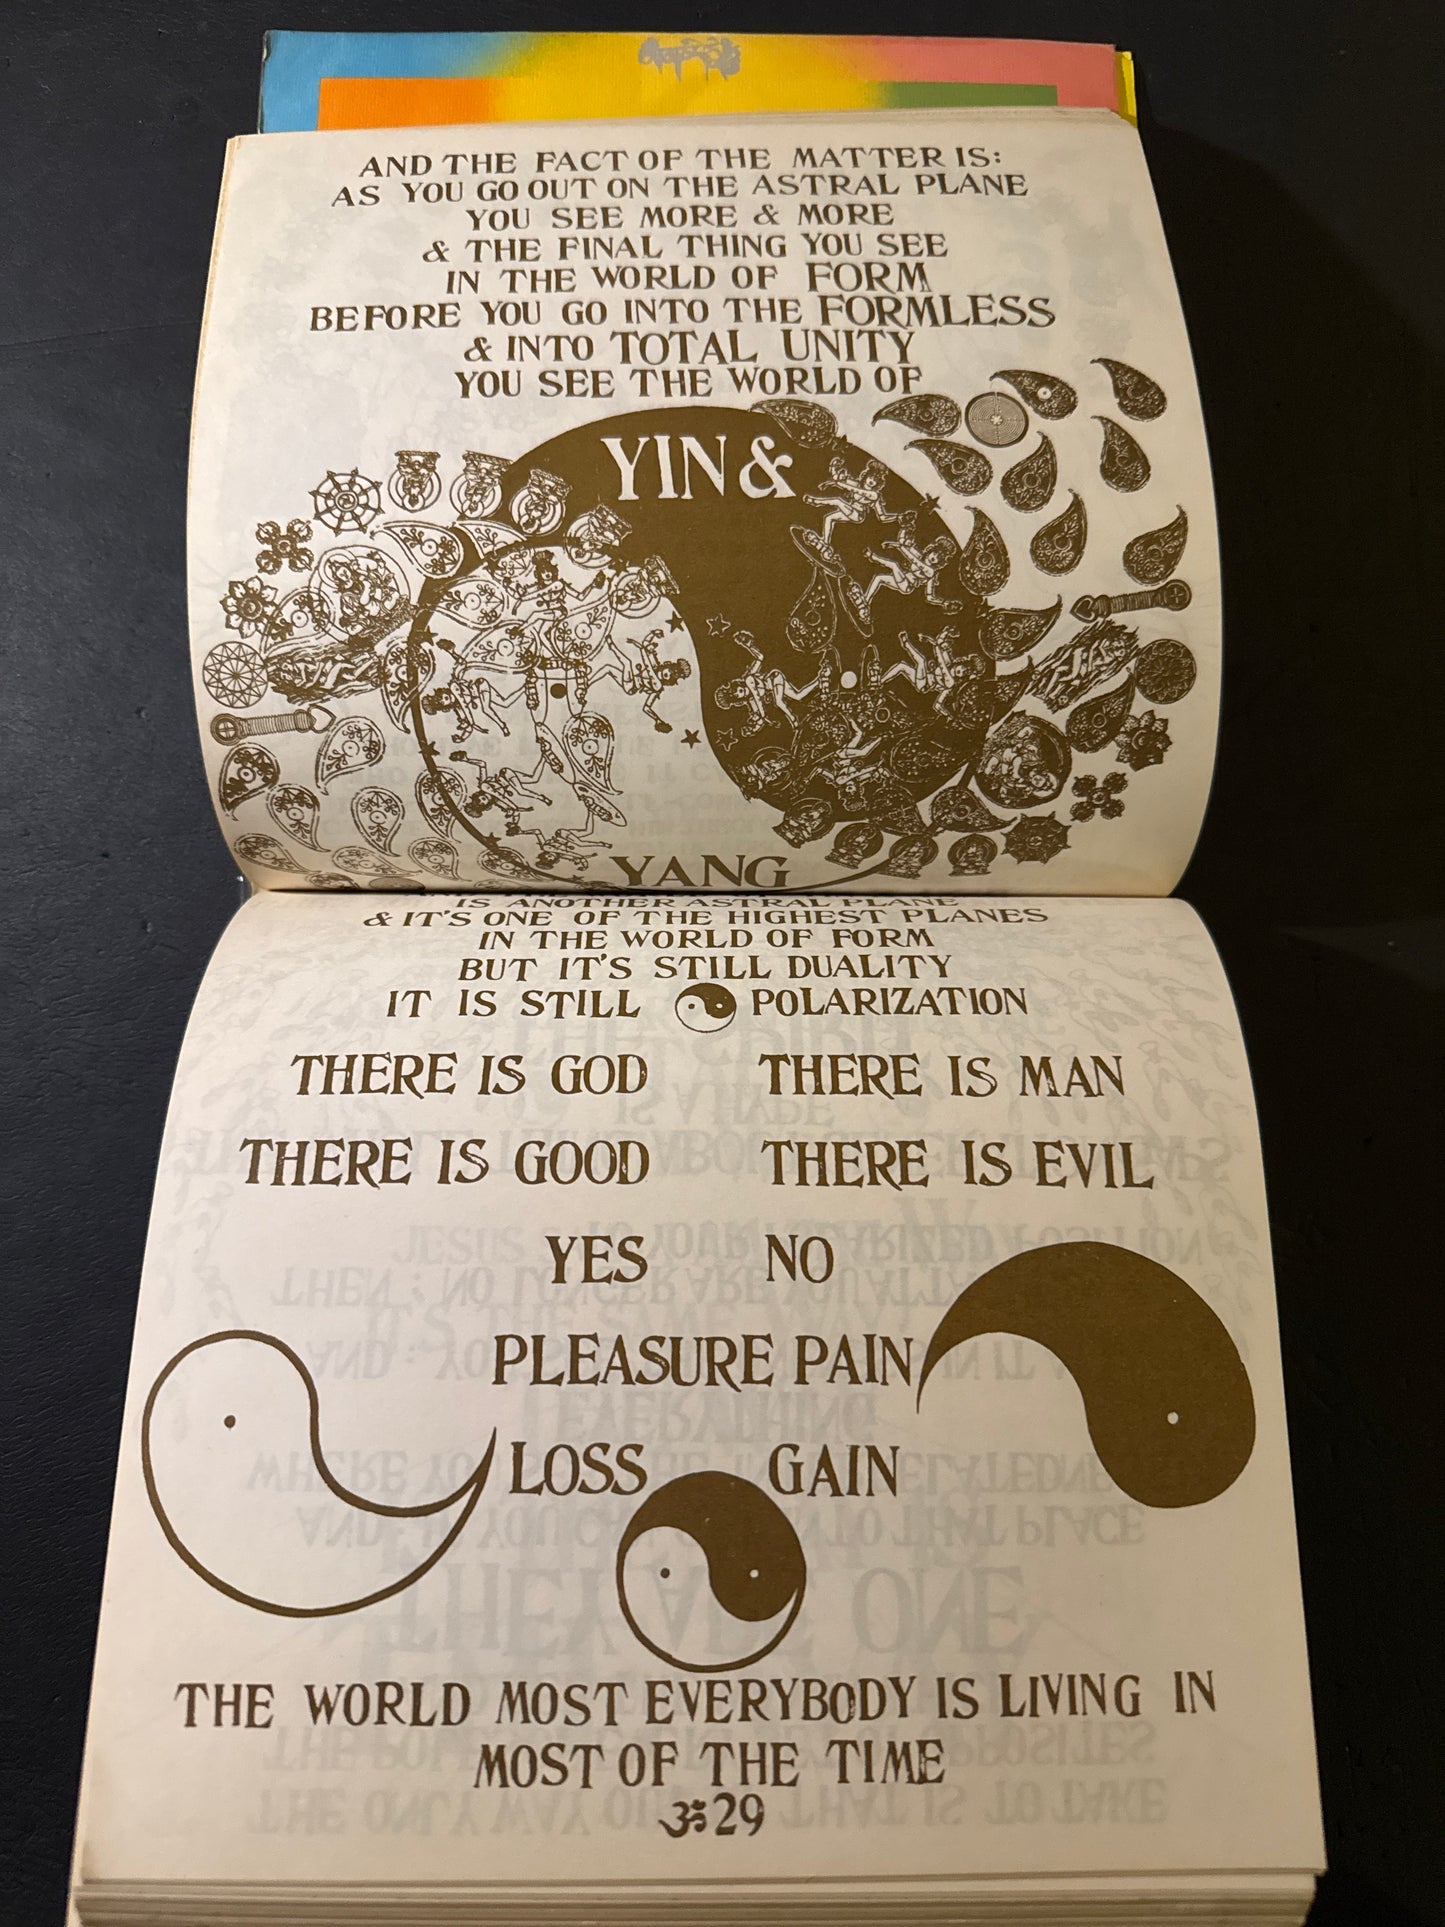 AND THE FACT OF THE MATTER IS:
AS YOU GO OUT ON THE ASTRAL PLANE
YOU SEE MORE & MORE
& THE FINAL THING YOU SEE
IN THE WORLD OF FORM
BEFORE YOU GO INTO THE FORMLESS
& INTO TOTAL UNITY
YOU SEE THE WORLD OF
YIN &
YANG
IS ANOTHER ASTRAL PLANE
& IT'S ONE OF THE HIGHEST PLANES
IN THE WORLD OF FORM
BUT IT'S STILL DUALITY
IT IS STILL POLARIZATION
THERE IS GOD THERE IS MAN
THERE IS GOOD THERE IS EVIL
YES NO
PLEASURE PAIN
LOSS GAIN
THE WORLD MOST EVERYBODY IS LIVING IN
MOST OF THE TIME
ॐ 29